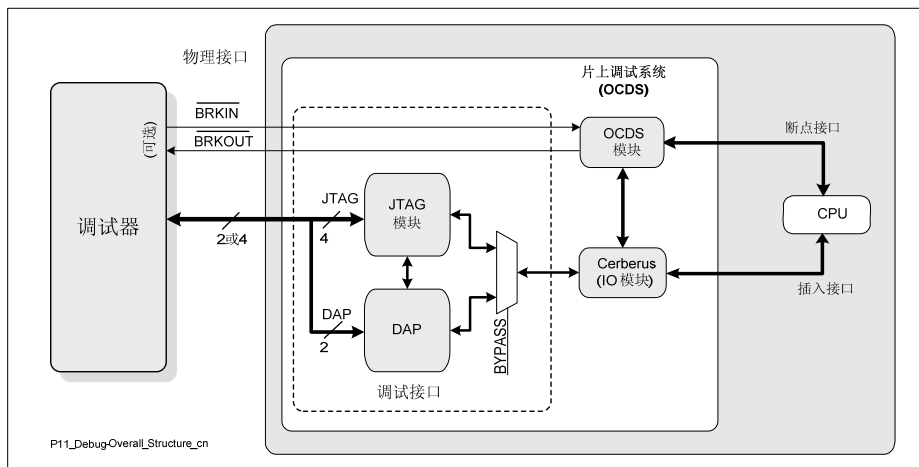 物理接口
片上调试系统
(OCDS)
BRKIN
BRKOUT
(可选)
调试器
OCDS
模块
断点接口
JTAG
4
JTAG
模块
2或4
CPU
Cerberus
(IO模块)
插入接口
DAP
2
DAP
BYPASS
调试接口
P11_Debug-Overall_Structure_cn